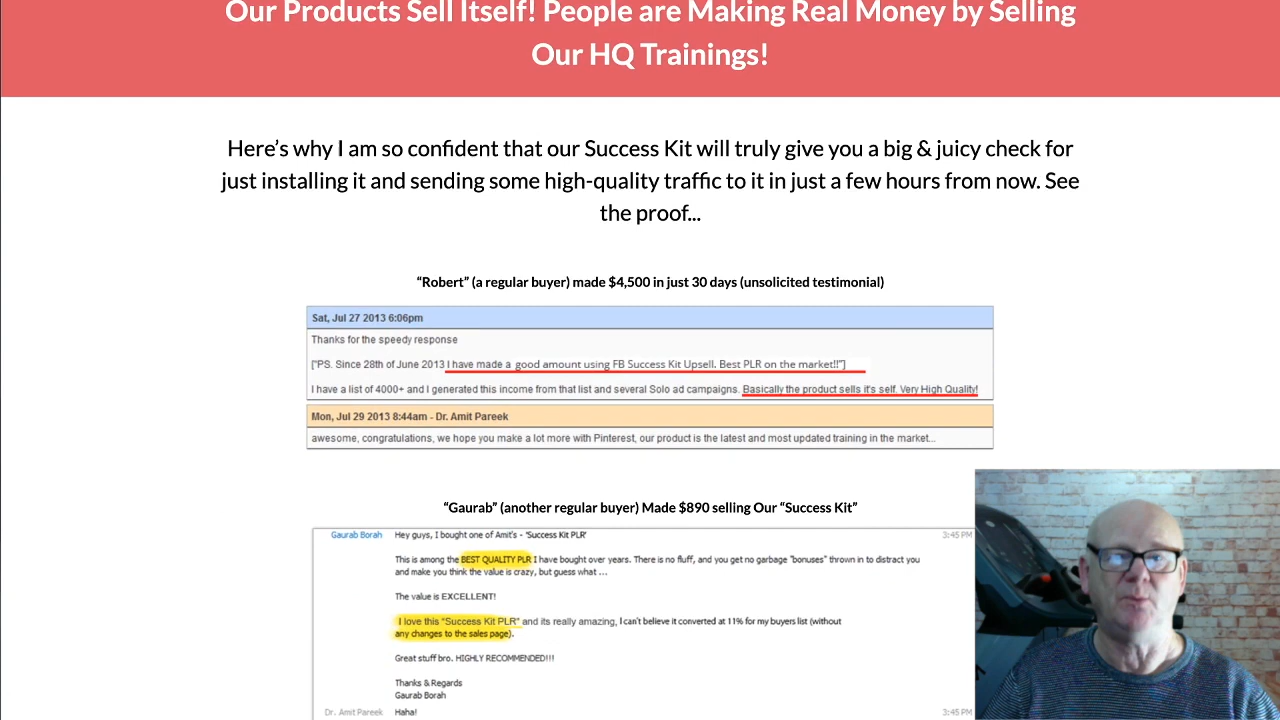 Our Products Sell Itself! People are Making Real Money by Selling
Our HQ Trainings!
Here's why I am so confident that our Success Kit will truly give you a big & juicy check for
just installing it and sending some high-quality traffic to it in just a few hours from now. See
the proof...
“Robert” (a regular buyer) made $4,500 in just 30 days (unsolicited testimonial)
Sat, Jul 27 2013 6:06pm
Thanks for the speedy response
["PS. Since 28th of June 2013 I have made a good amount using FB Success Kit Upsell. Best PLR on the market!!"]
I have a list of 4000+ and I generated this income from that list and several Solo ad campaigns. Basically the product sells it's self. Very High Quality!
Mon, Jul 29 2013 8:44am - Dr. Amit Pareek
awesome, congratulations, we hope you make a lot more with Pinterest, our product is the latest and most updated training in the market...
“Gaurab” (another regular buyer) Made $890 selling Our “Success Kit”
Gaurab Borah Hey guys, I bought one of Amit's - 'Success Kit PLR' 3:45 PM
This is among the BEST QUALITY PLR I have bought over years. There is no fluff, and you get no garbage "bonuses" thrown in to distract you
and make you think the value is crazy, but guess what ...
The value is EXCELLENT!
I love this "Success Kit PLR" and its really amazing, I can't believe it converted at 11% for my buyers list (without
any changes to the sales page).
Great stuff bro. HIGHLY RECOMMENDED!!!
Thanks & Regards
Gaurab Borah
Dr. Amit Pareek Haha! 3:45 PM